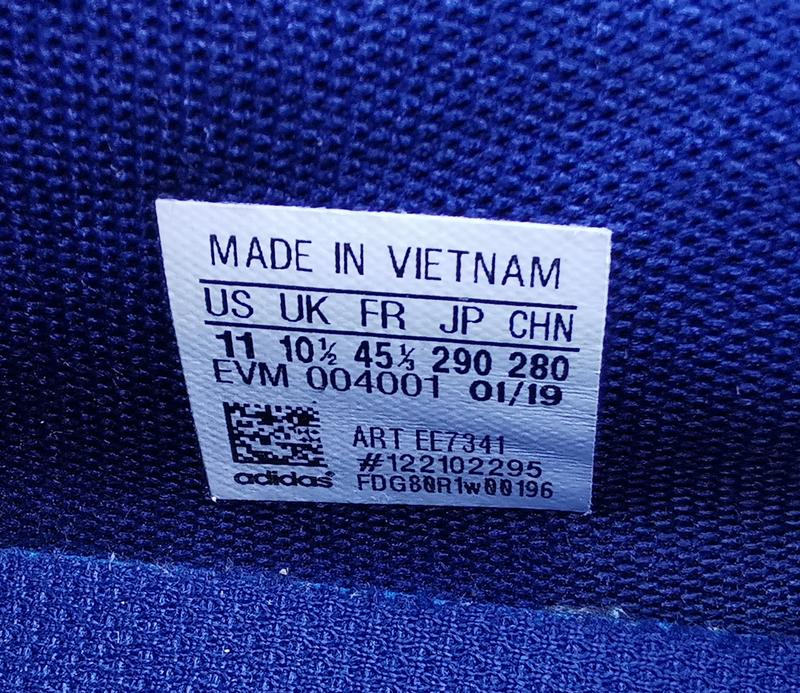 MADE IN VIETNAM
US UK FR JP CHN
11 10½ 45⅓ 290 280
EVM 004001 01/19
ART EE7341
#122102295
adidas FDG80R1w00196